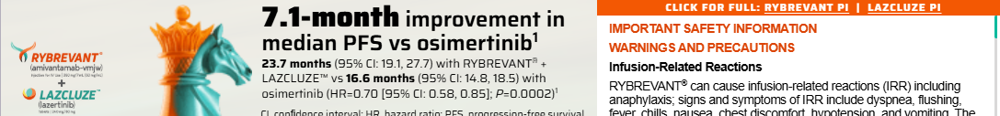 RYBREVANT®
(amivantamab-vmjw)
+
LAZCLUZE™
(lazertinib)
7.1-month improvement in
median PFS vs osimertinib¹
23.7 months (95% CI: 19.1, 27.7) with RYBREVANT® +
LAZCLUZE™ vs 16.6 months (95% CI: 14.8, 18.5) with
osimertinib (HR=0.70 [95% CI: 0.58, 0.85]; P=0.0002)¹
CI, confidence interval; HR, hazard ratio; PFS, progression-free survival
CLICK FOR FULL: RYBREVANT PI | LAZCLUZE PI
IMPORTANT SAFETY INFORMATION
WARNINGS AND PRECAUTIONS
Infusion-Related Reactions
RYBREVANT® can cause infusion-related reactions (IRR) including
anaphylaxis; signs and symptoms of IRR include dyspnea, flushing,
fever, chills, nausea, chest discomfort, hypotension, and vomiting. The